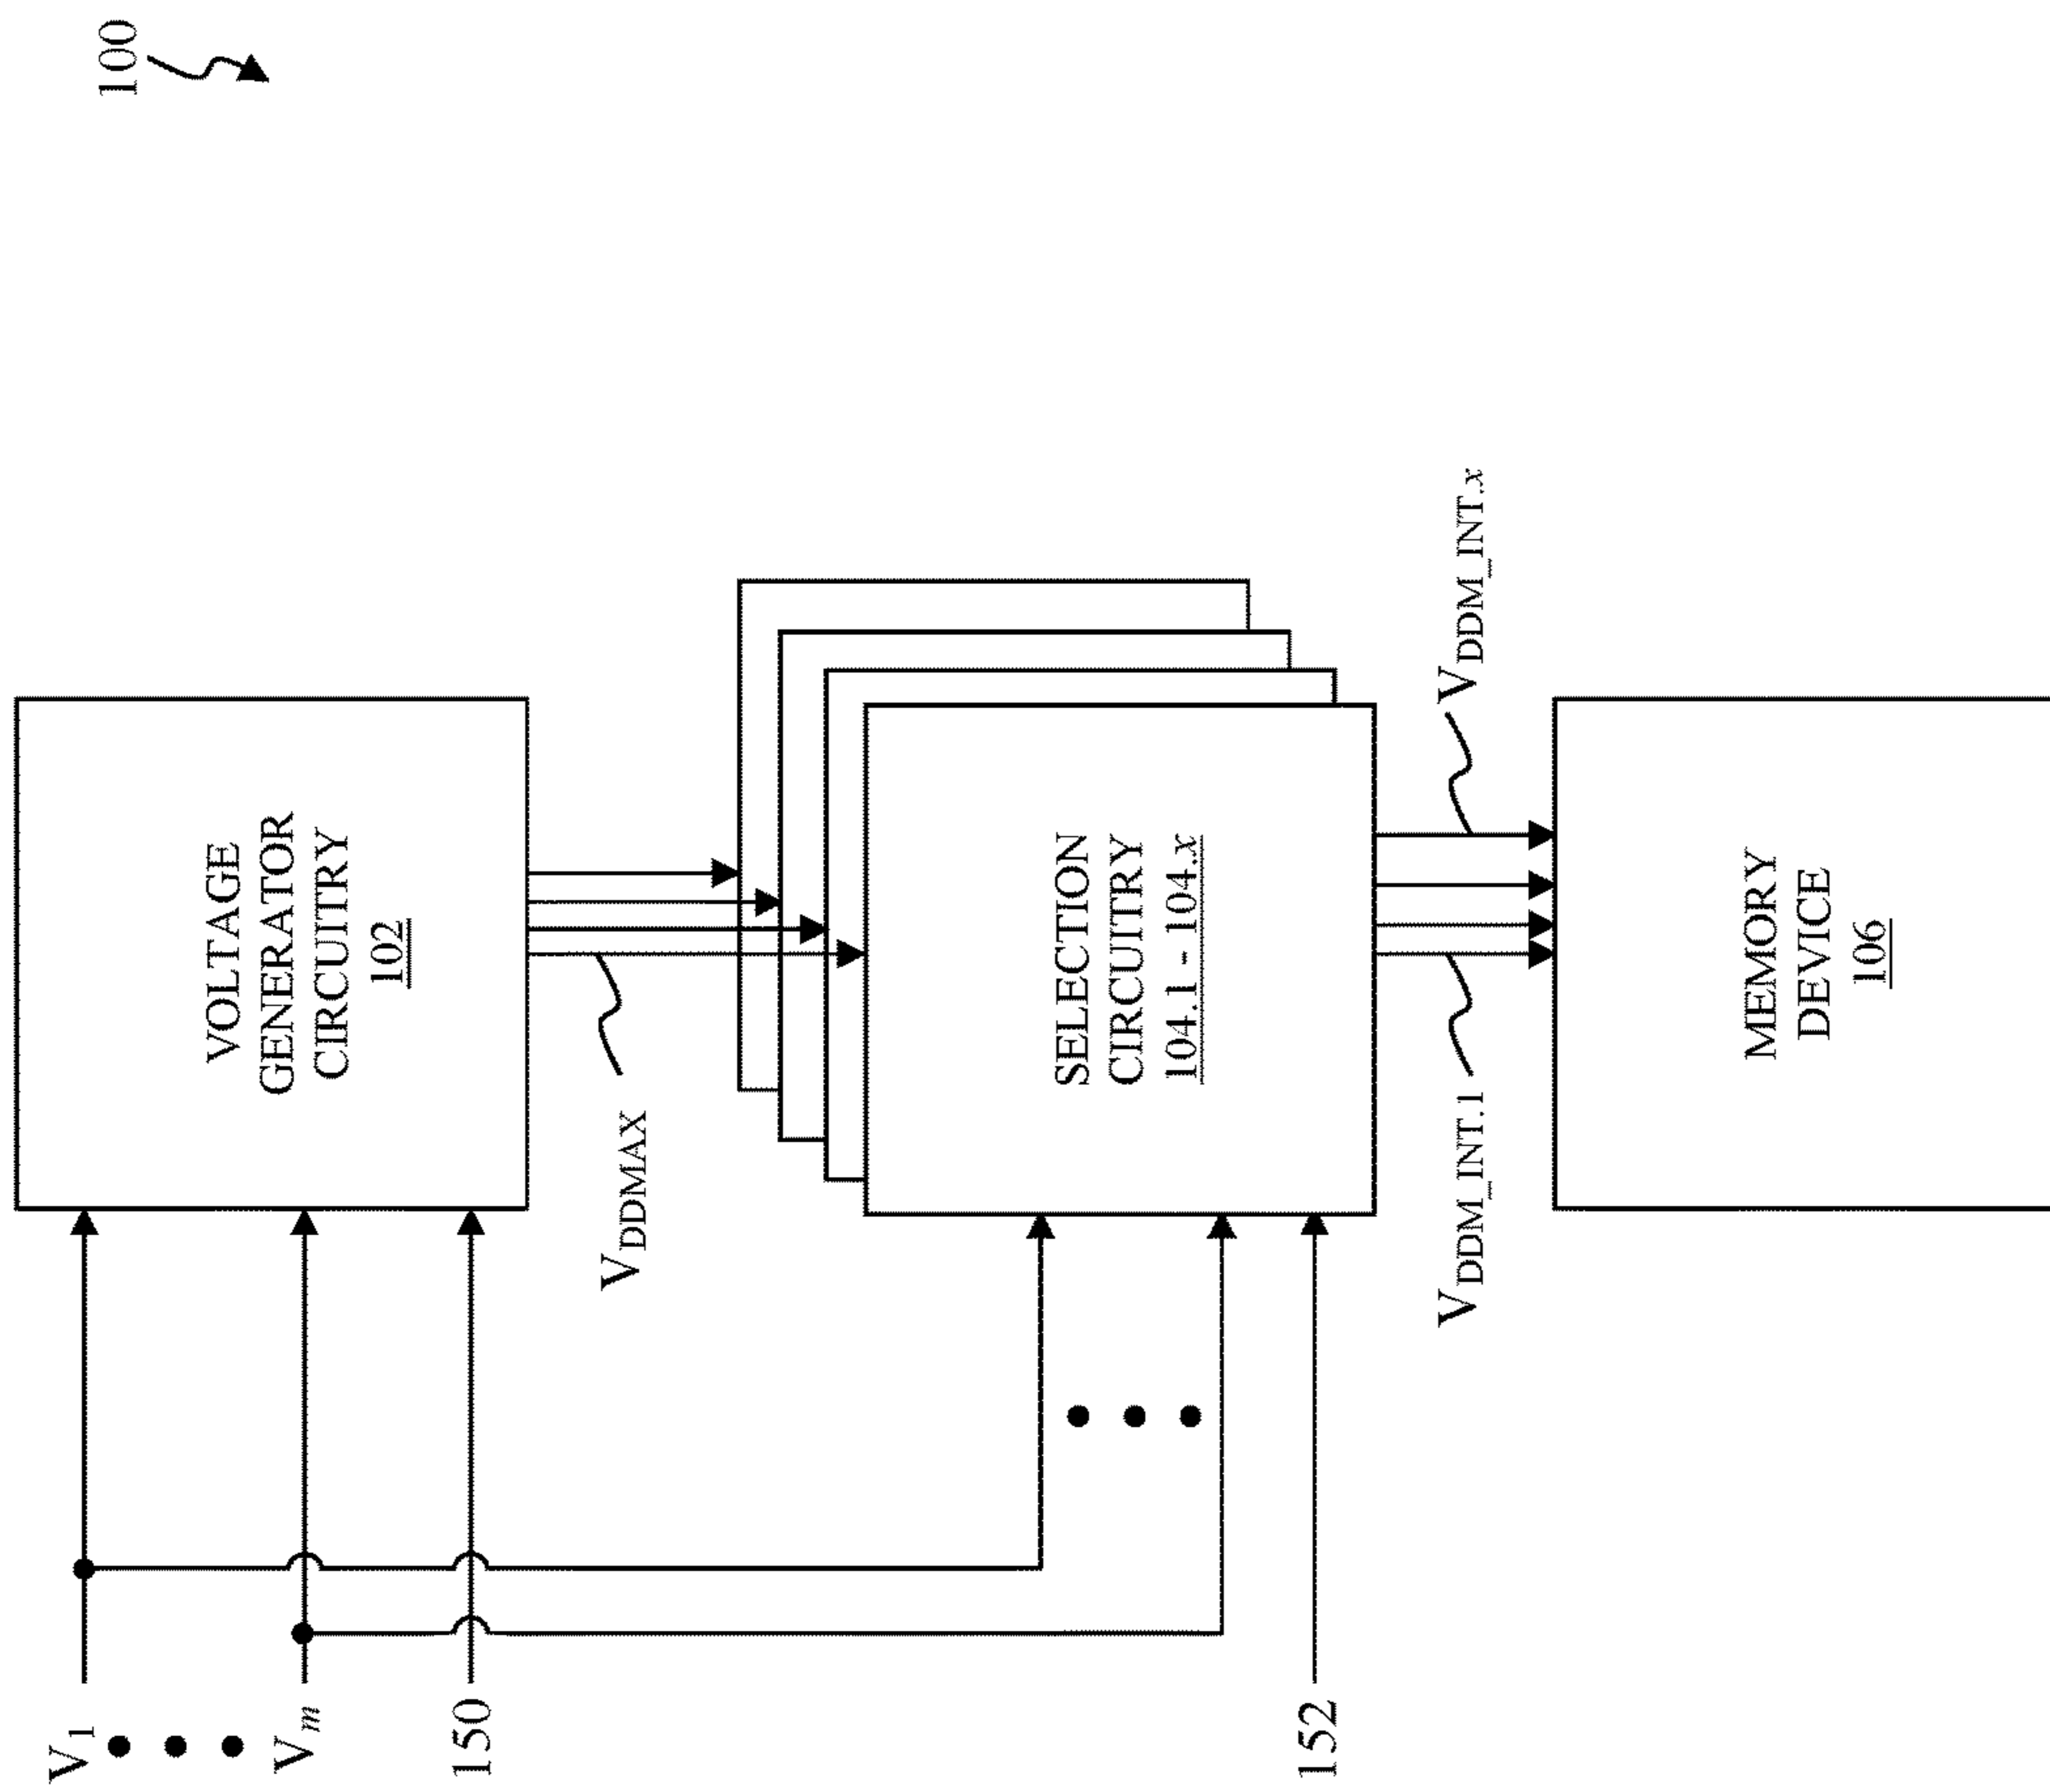 100
VOLTAGE
GENERATOR
CIRCUITRY
102
V1
Vm
150
VDDMAX
SELECTION
CIRCUITRY
104.1 - 104.x
152
VDDM_INT.1
VDDM_INT.x
MEMORY
DEVICE
106